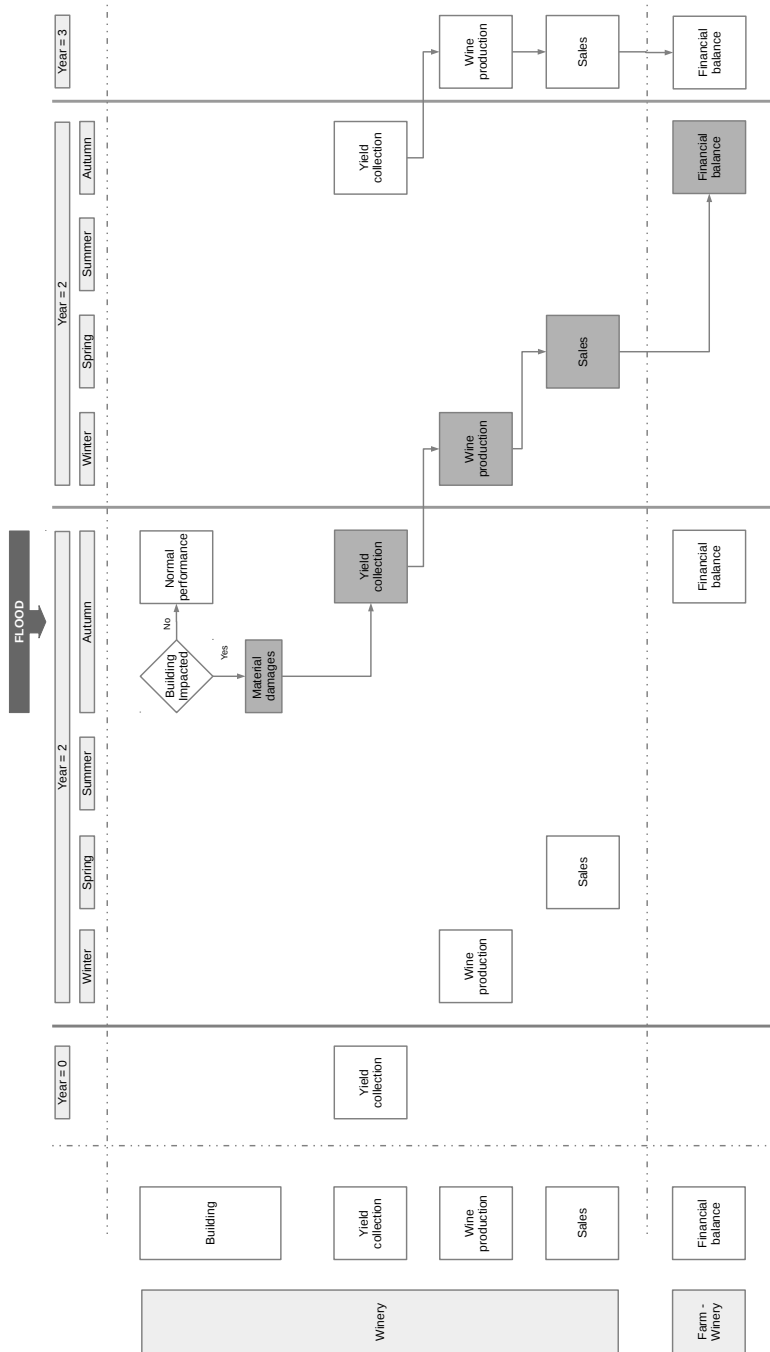 FLOOD
Year = 0
Year = 2
Year = 2
Year = 3
Winter
Spring
Summer
Autumn
Winter
Spring
Summer
Autumn
Winery
Building
Building
Impacted
No
Normal
performance
Yes
Material
damages
Yield
collection
Yield
collection
Yield
collection
Yield
collection
Wine
production
Wine
production
Wine
production
Wine
production
Sales
Sales
Sales
Sales
Farm -
Winery
Financial
balance
Financial
balance
Financial
balance
Financial
balance